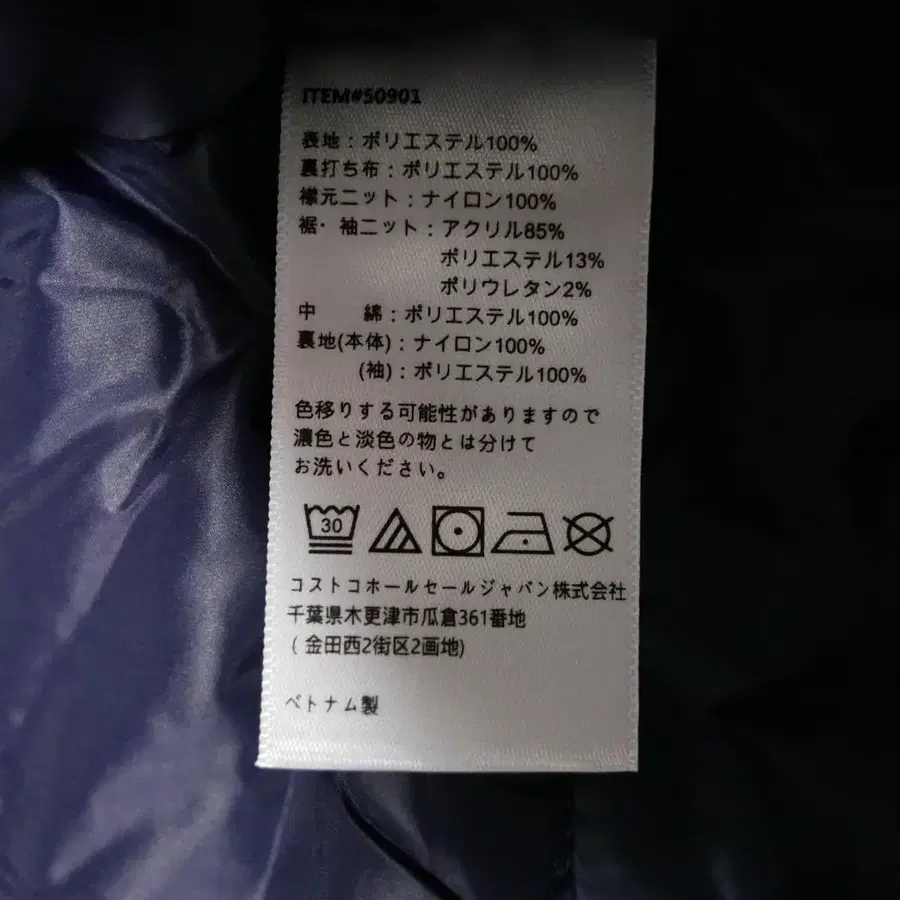 ITEM#50901
表地：ポリエステル100%
裏打ち布：ポリエステル100%
襟元ニット：ナイロン100%
裾・袖ニット：アクリル85%
ポリエステル13%
ポリウレタン2%
中　　綿：ポリエステル100%
裏地(本体)：ナイロン100%
(袖)：ポリエステル100%
色移りする可能性がありますので
濃色と淡色の物とは分けて
お洗いください。
30
コストコホールセールジャパン株式会社
千葉県木更津市瓜倉361番地
(金田西2街区2画地)
ベトナム製